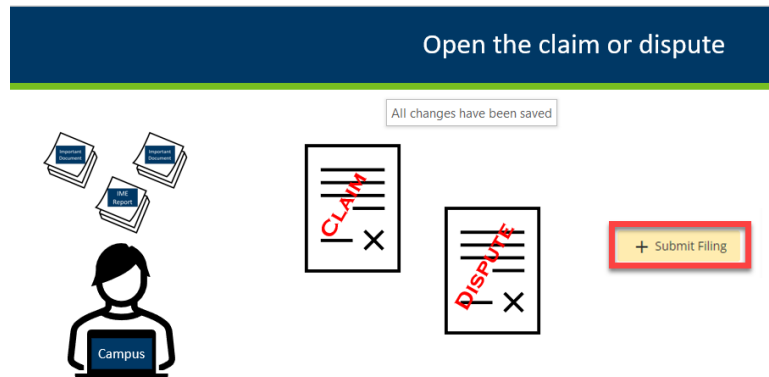 Open the claim or dispute
All changes have been saved
Important
Document
Important
Document
IME
Report
CLAIM
DISPUTE
+ Submit Filing
Campus